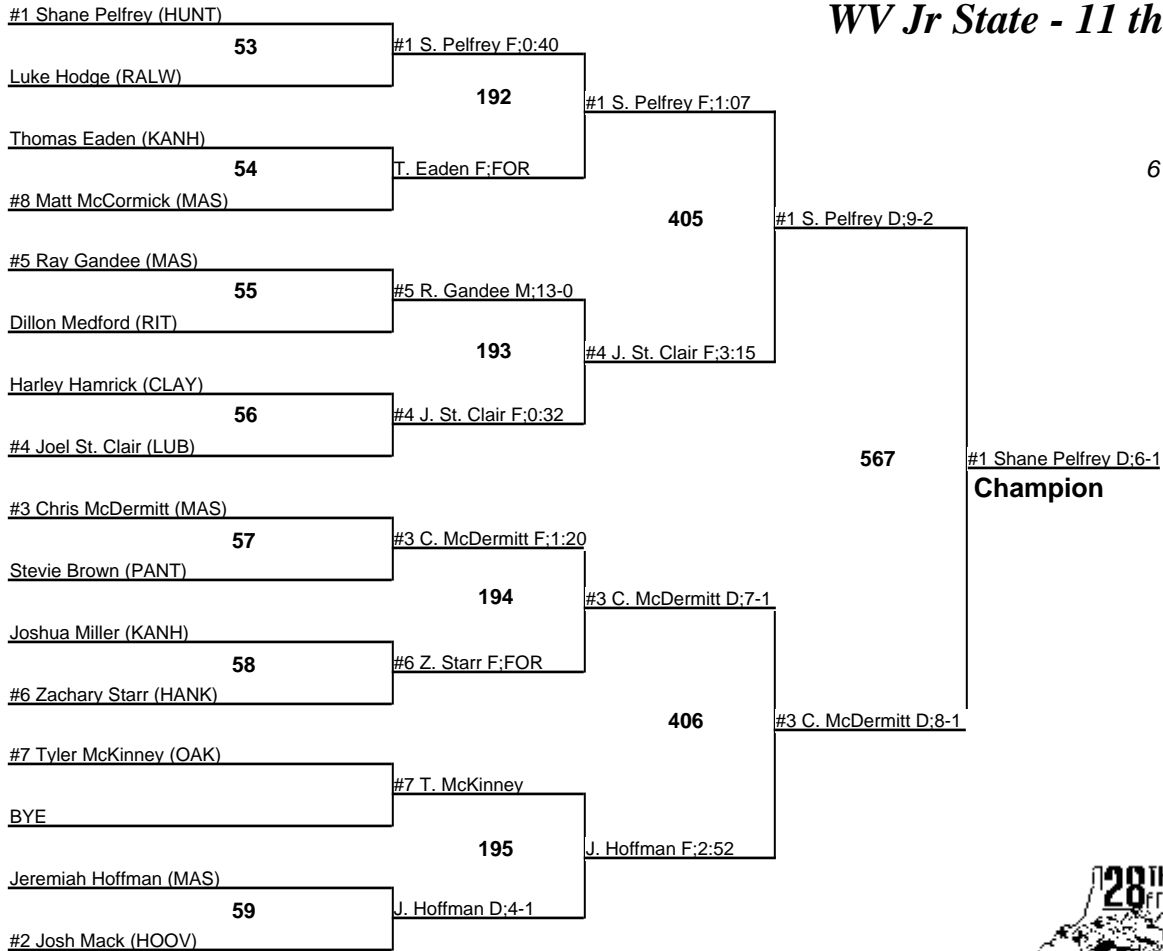 WV Jr State - 11 th
6
#1 Shane Pelfrey (HUNT)
53
Luke Hodge (RALW)
#1 S. Pelfrey F;0:40
192
Thomas Eaden (KANH)
54
#8 Matt McCormick (MAS)
T. Eaden F;FOR
#1 S. Pelfrey F;1:07
405
#5 Ray Gandee (MAS)
55
Dillon Medford (RIT)
#5 R. Gandee M;13-0
193
Harley Hamrick (CLAY)
56
#4 Joel St. Clair (LUB)
#4 J. St. Clair F;0:32
#4 J. St. Clair F;3:15
#1 S. Pelfrey D;9-2
567
#3 Chris McDermitt (MAS)
57
Stevie Brown (PANT)
#3 C. McDermitt F;1:20
194
Joshua Miller (KANH)
58
#6 Zachary Starr (HANK)
#6 Z. Starr F;FOR
#3 C. McDermitt D;7-1
406
#7 Tyler McKinney (OAK)
BYE
#7 T. McKinney
195
Jeremiah Hoffman (MAS)
59
#2 Josh Mack (HOOV)
J. Hoffman D;4-1
J. Hoffman F;2:52
#3 C. McDermitt D;8-1
#1 Shane Pelfrey D;6-1
Champion